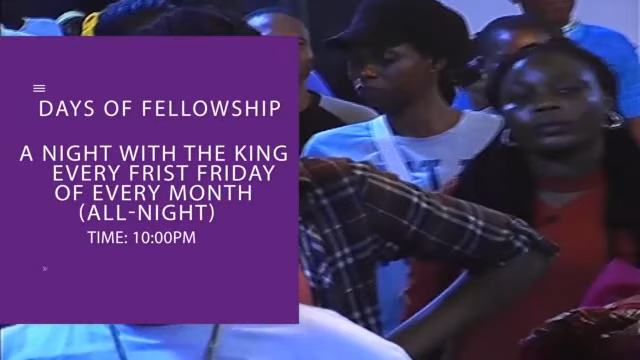 DAYS OF FELLOWSHIP
A NIGHT WITH THE KING
EVERY FRIST FRIDAY
OF EVERY MONTH
(ALL-NIGHT)
TIME: 10:00PM